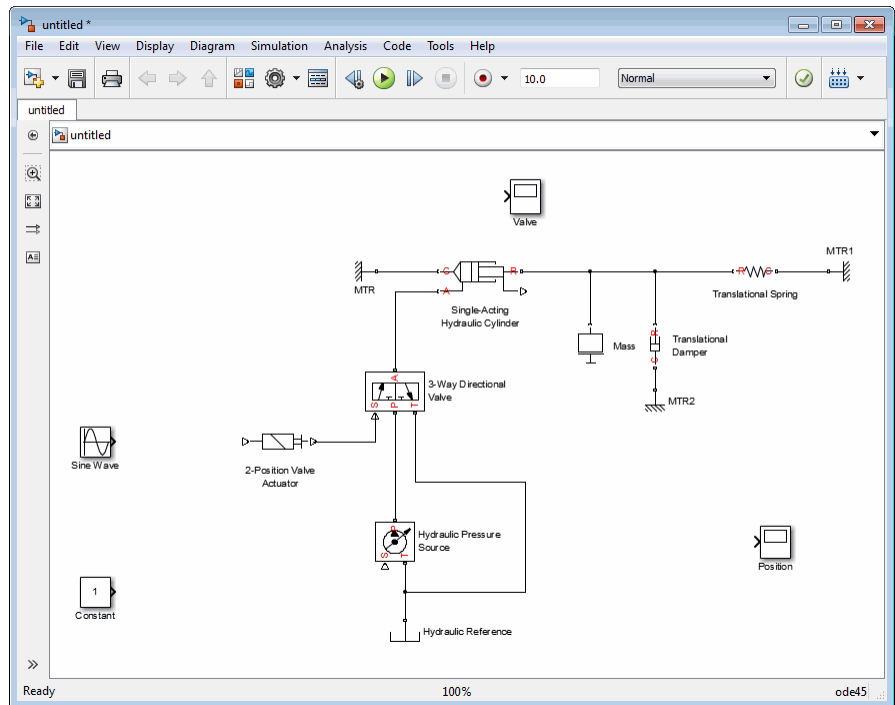 untitled *
File Edit View Display Diagram Simulation Analysis Code Tools Help
10.0
Normal
untitled
untitled
Valve
MTR
C
R
A
Single-Acting
Hydraulic Cylinder
R
C
Translational Spring
MTR1
Mass
R
C
Translational
Damper
MTR2
A
S
P
T
3-Way Directional
Valve
Sine Wave
2-Position Valve
Actuator
P
S
T
Hydraulic Pressure
Source
Position
1
Constant
Hydraulic Reference
Ready
100%
ode45